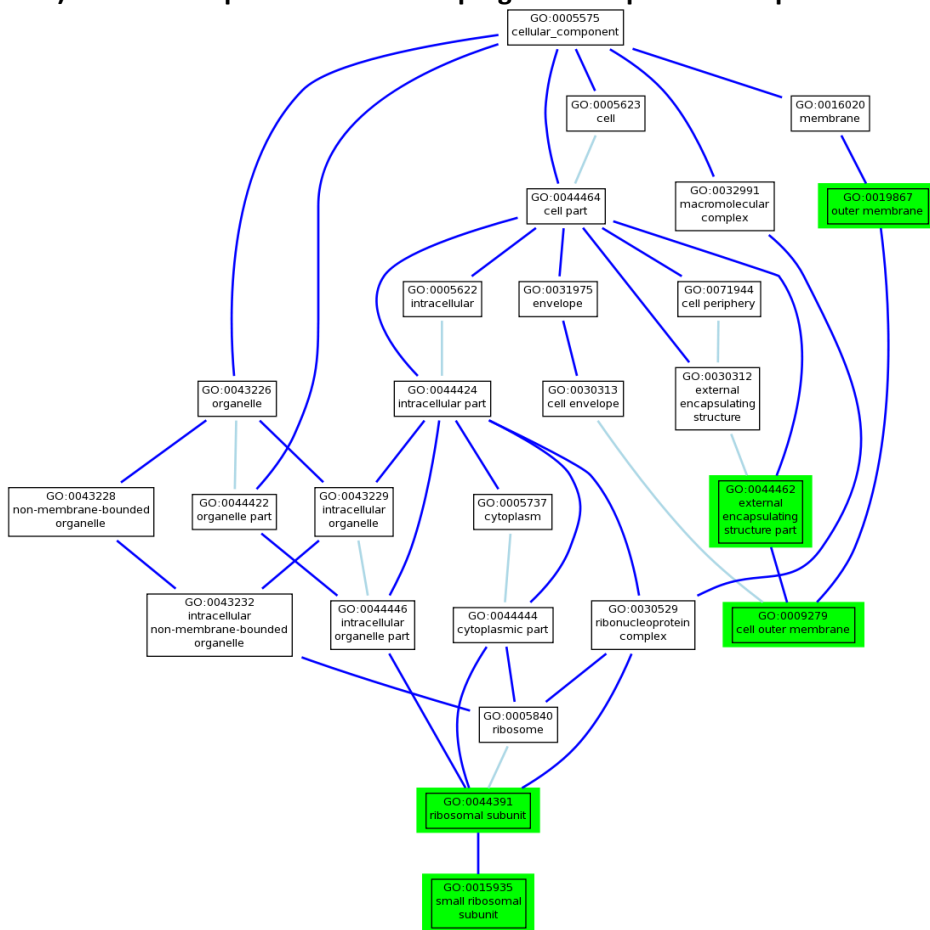 GO:0005575
cellular_component
GO:0005623
cell
GO:0016020
membrane
GO:0044464
cell part
GO:0032991
macromolecular
complex
GO:0019867
outer membrane
GO:0005622
intracellular
GO:0031975
envelope
GO:0071944
cell periphery
GO:0043226
organelle
GO:0044424
intracellular part
GO:0030313
cell envelope
GO:0030312
external
encapsulating
structure
GO:0043228
non-membrane-bounded
organelle
GO:0044422
organelle part
GO:0043229
intracellular
organelle
GO:0005737
cytoplasm
GO:0044462
external
encapsulating
structure part
GO:0043232
intracellular
non-membrane-bounded
organelle
GO:0044446
intracellular
organelle part
GO:0044444
cytoplasmic part
GO:0030529
ribonucleoprotein
complex
GO:0009279
cell outer membrane
GO:0005840
ribosome
GO:0044391
ribosomal subunit
GO:0015935
small ribosomal
subunit